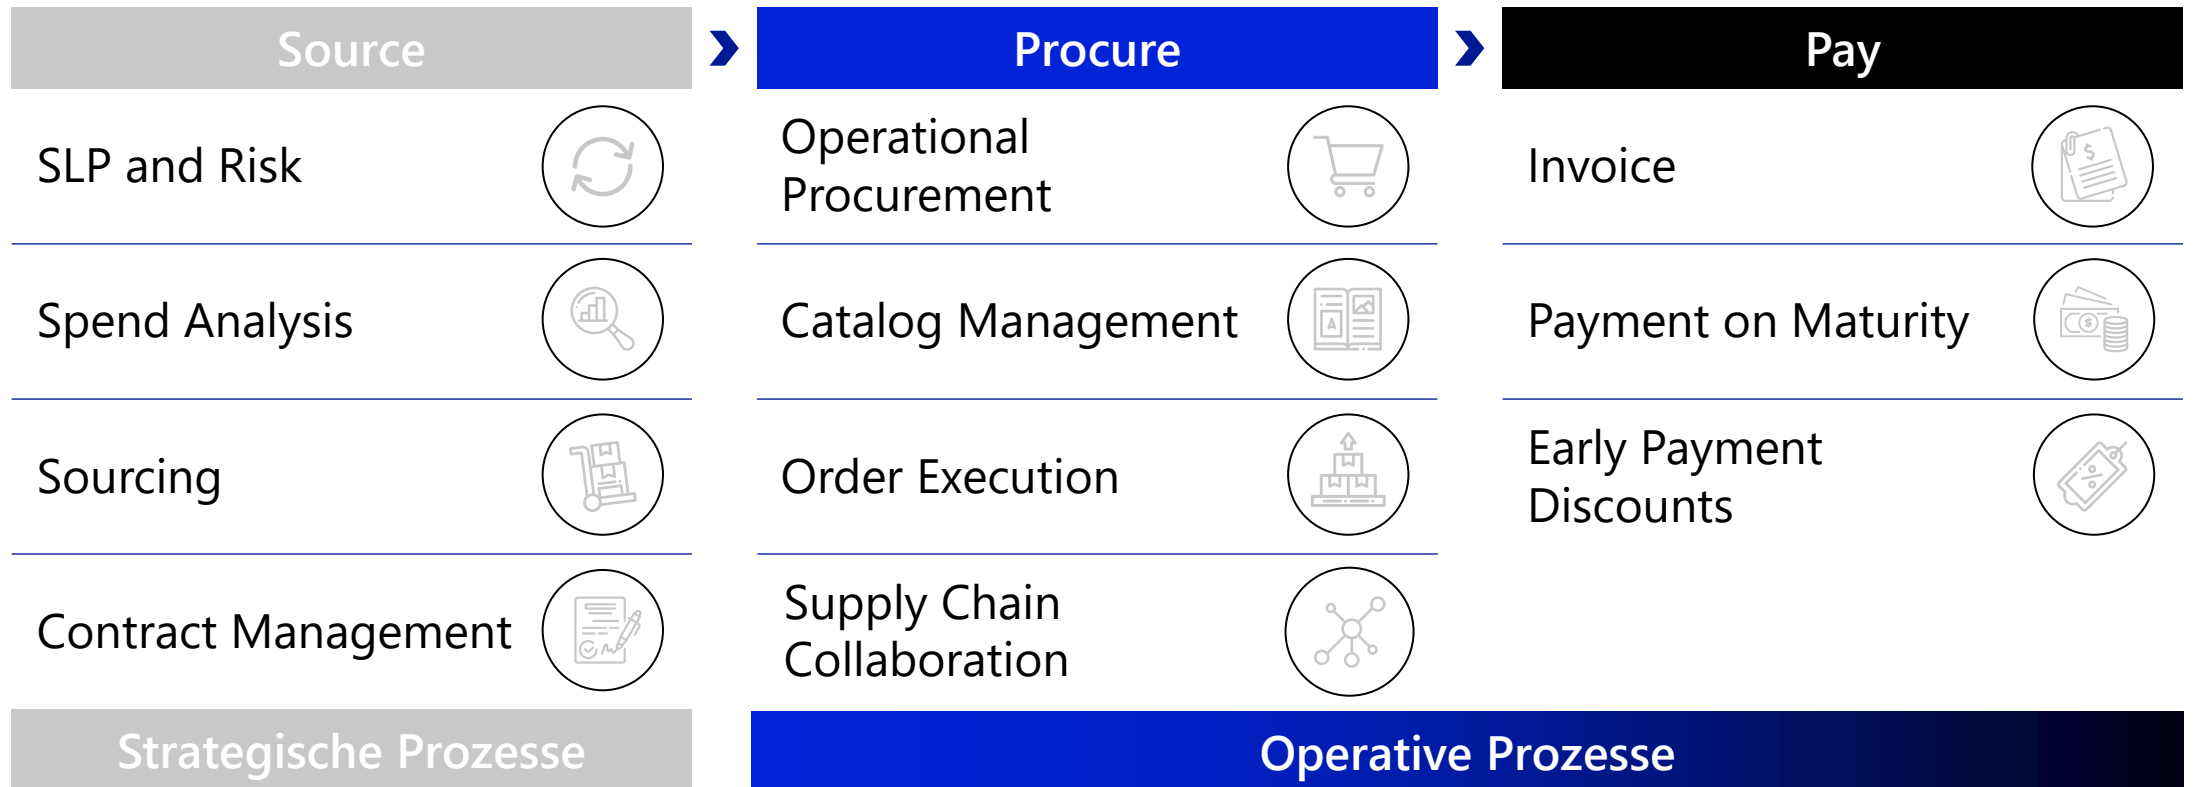 Source
Procure
Pay
SLP and Risk
Operational
Procurement
Invoice
Spend Analysis
Catalog Management
Payment on Maturity
Sourcing
Order Execution
Early Payment
Discounts
Contract Management
Supply Chain
Collaboration
Strategische Prozesse
Operative Prozesse